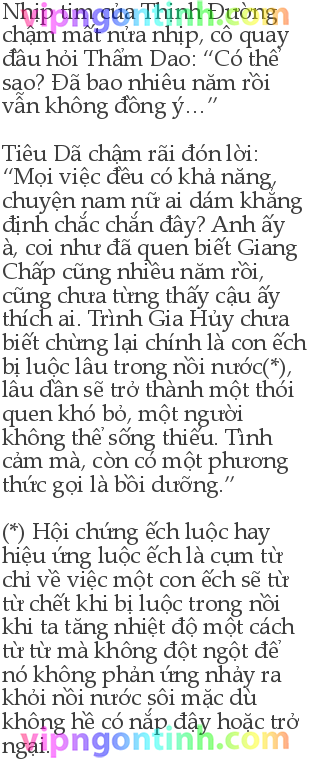 vipngontinh.com
Nhịp tim của Thịnh Đường
chậm mất nửa nhịp, cô quay
đầu hỏi Thẩm Dao: “Có thể
sao? Đã bao nhiêu năm rồi
vẫn không đồng ý…”
Tiêu Dã chậm rãi đón lời:
“Mọi việc đều có khả năng,
chuyện nam nữ ai dám khẳng
định chắc chắn đây? Anh ấy
à, coi như đã quen biết Giang
Chấp cũng nhiều năm rồi,
cũng chưa từng thấy cậu ấy
thích ai. Trình Gia Hủy chưa
biết chừng lại chính là con ếch
bị luộc lâu trong nồi nước(*),
lâu dần sẽ trở thành một thói
quen khó bỏ, một người
không thể sống thiếu. Tình
cảm mà, còn có một phương
thức gọi là bồi dưỡng.”
(*) Hội chứng ếch luộc hay
hiệu ứng luộc ếch là cụm từ
chỉ về việc một con ếch sẽ từ
từ chết khi bị luộc trong nồi
khi ta tăng nhiệt độ một cách
từ từ mà không đột ngột để
nó không phản ứng nhảy ra
khỏi nồi nước sôi mặc dù
không hề có nắp đậy hoặc trở
ngại.
vipngontinh.com